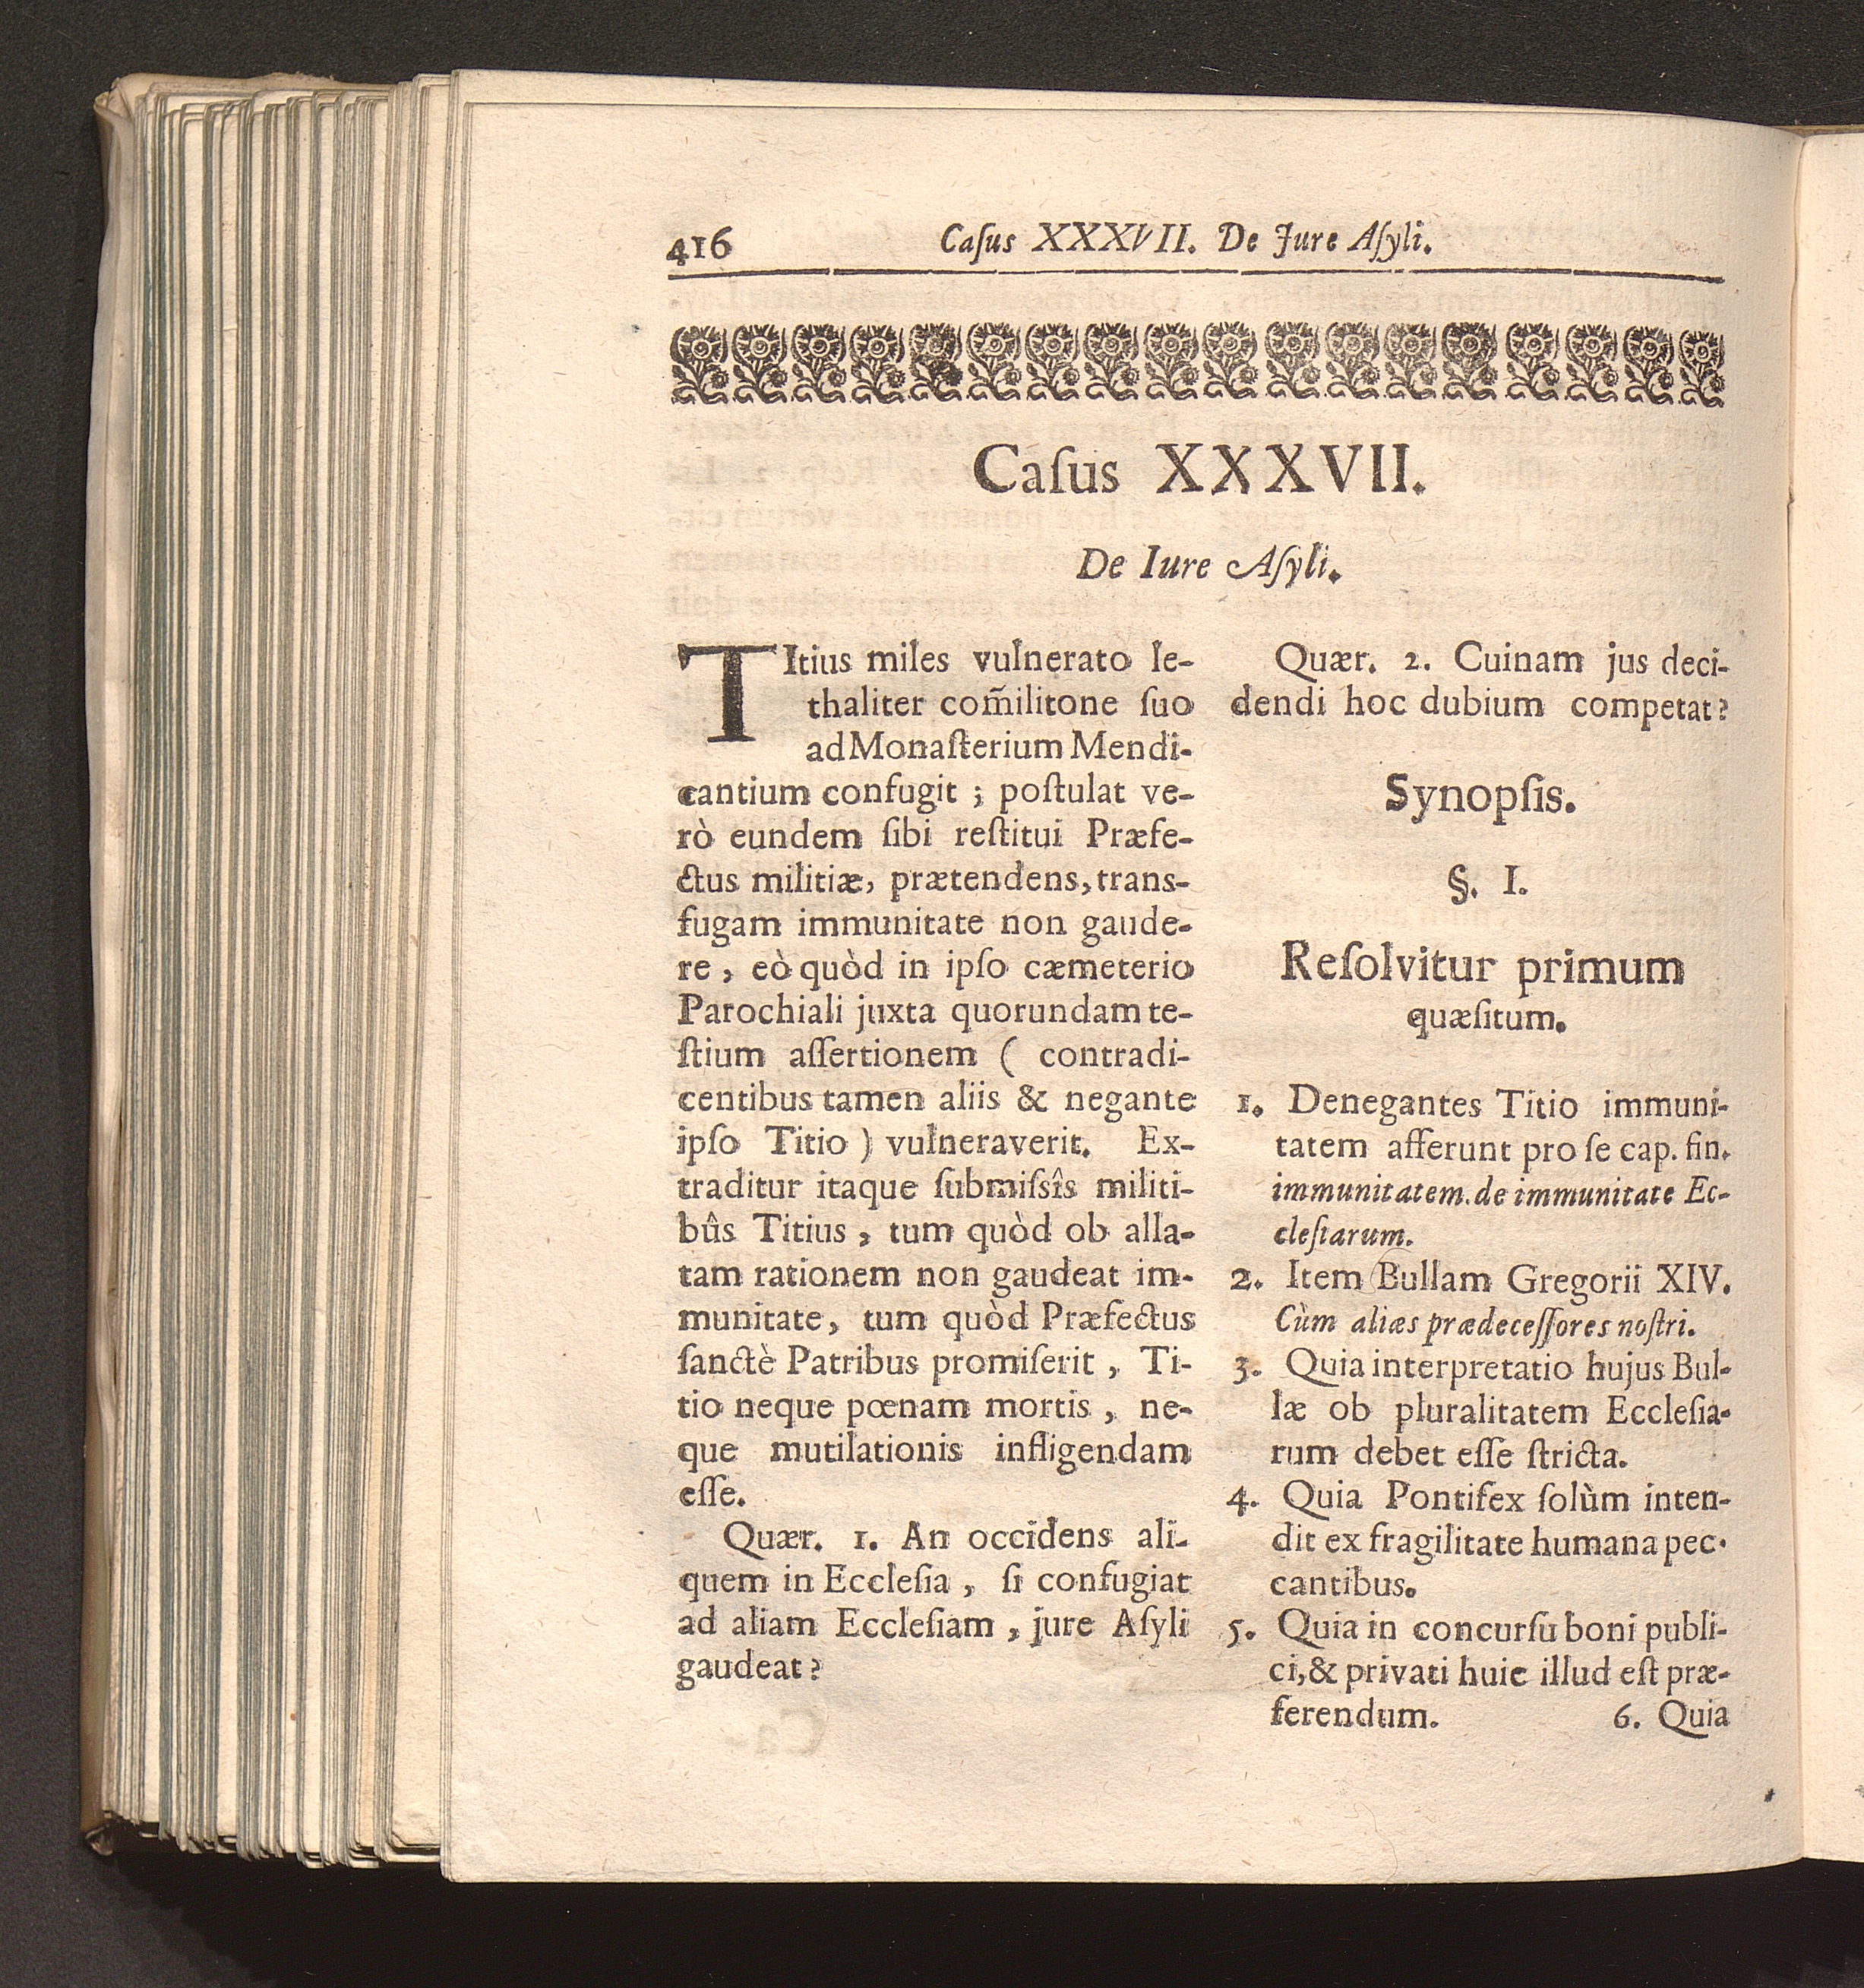 416
Caſus XXXVII. De Jure Aſyli.
Caſus XXXVII.
De Iure Aſyli.
TItius miles vulnerato le-
thaliter com̃ilitone ſuo
ad Monaſterium Mendi-
cantium confugit ; poſtulat ve-
rò eundem ſibi reſtitui Præfe-
ctus militiæ, prætendens, trans-
fugam immunitate non gaude-
re , eò quòd in ipſo cæmeterio
Parochiali juxta quorundam te-
ſtium aſſertionem ( contradi-
centibus tamen aliis & negante
ipſo Titio ) vulneraverit. Ex-
traditur itaque ſubmiſsîs militi-
bûs Titius , tum quòd ob alla-
tam rationem non gaudeat im-
munitate, tum quòd Præfectus
ſanctè Patribus promiſerit , Ti-
tio neque pœnam mortis , ne-
que mutilationis infligendam
eſſe.
Quær. 1. An occidens ali-
quem in Eccleſia , ſi confugiat
ad aliam Eccleſiam , jure Aſyli
gaudeat ?
Quær. 2. Cuinam jus deci-
dendi hoc dubium competat ?
Synopſis.
§. I.
Reſolvitur primum
quæſitum.
1. Denegantes Titio immuni-
tatem afferunt pro ſe cap. fin.
immunitatem. de immunitate Ec-
cleſiarum.
2. Item Bullam Gregorii XIV.
Cùm aliæs prædeceſſores noſtri.
3. Quia interpretatio hujus Bul-
læ ob pluralitatem Eccleſia-
rum debet eſſe ſtricta.
4. Quia Pontifex ſolùm inten-
dit ex fragilitate humana pec-
cantibus.
5. Quia in concurſu boni publi-
ci, & privati huic illud eſt præ-
ferendum. 6. Quia